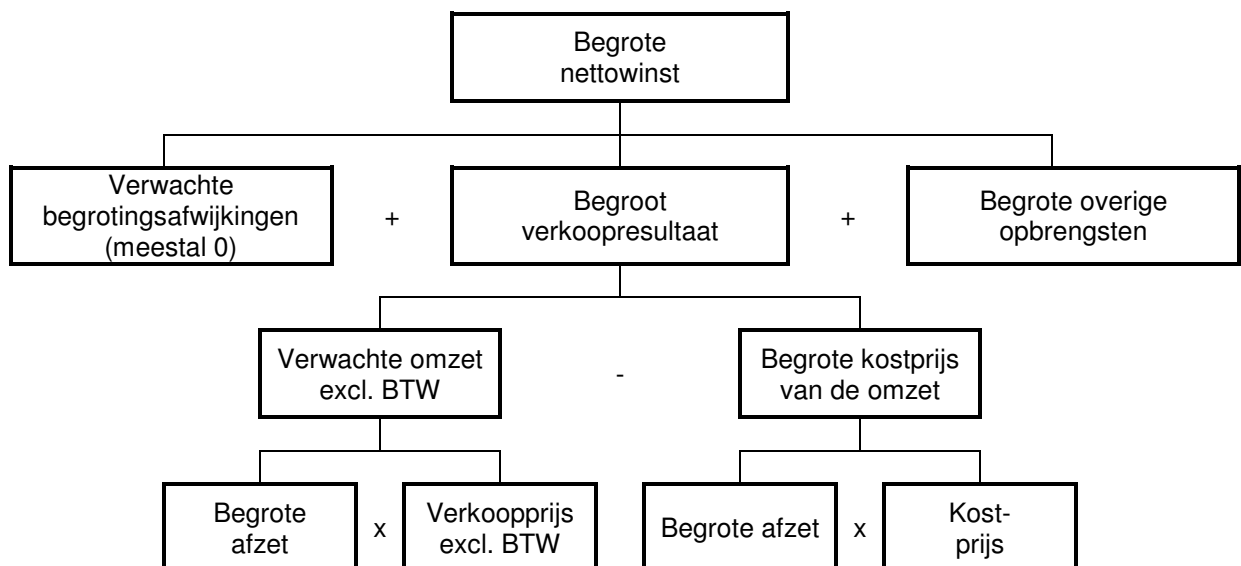 Begrote
nettowinst
Verwachte
begrotingsafwijkingen
(meestal 0)
+
Begroot
verkoopresultaat
+
Begrote overige
opbrengsten
Verwachte omzet
excl. BTW
-
Begrote kostprijs
van de omzet
Begrote
afzet
x
Verkoopprijs
excl. BTW
Begrote afzet
x
Kost-
prijs